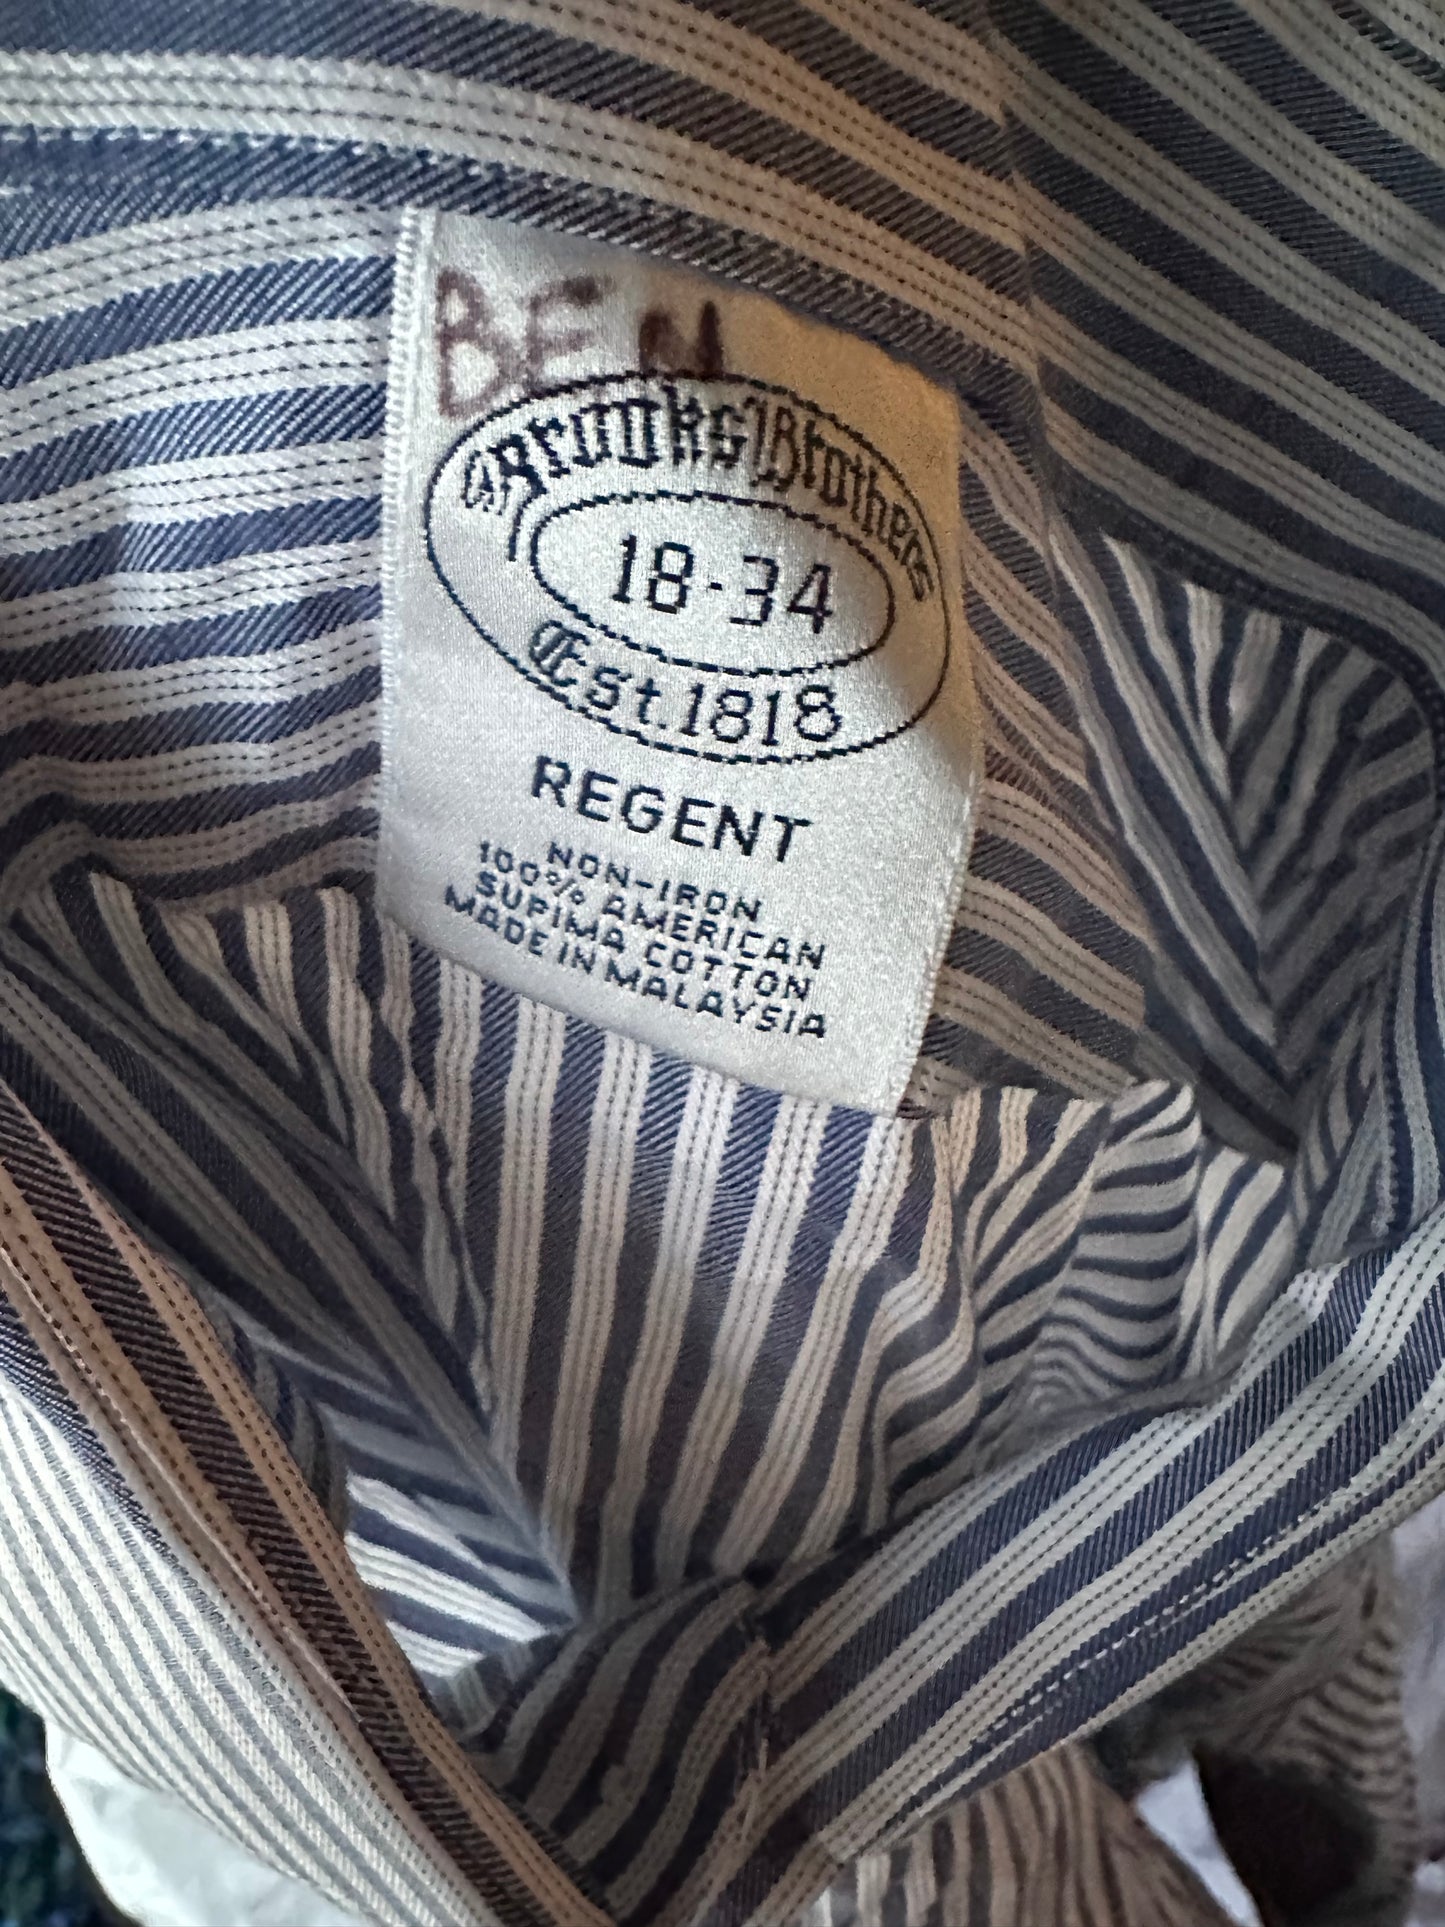 BEN
Brooks Brothers
18-34
Est. 1818
REGENT
NON-IRON
100% AMERICAN
SUPIMA COTTON
MADE IN MALAYSIA